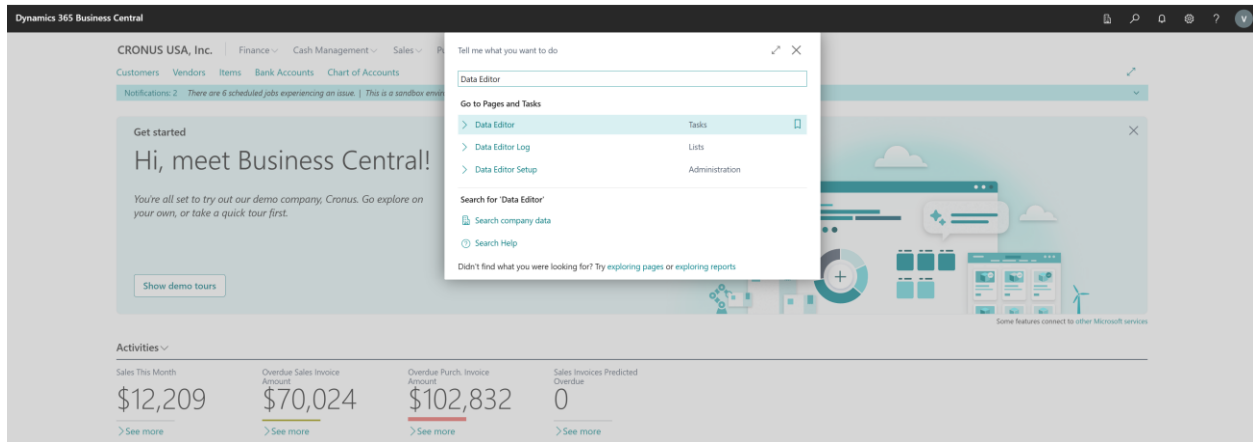 Dynamics 365 Business Central
?
V
CRONUS USA, Inc.
Finance
Cash Management
Sales
Customers
Vendors
Items
Bank Accounts
Chart of Accounts
Notifications: 2
There are 6 scheduled jobs experiencing an issue. | This is a sandbox
Get started
Hi, meet Business Central!
You're all set to try out our demo company, Cronus. Go explore on
your own, or take a quick tour first.
Show demo tours
Tell me what you want to do
Data Editor
Go to Pages and Tasks
Data Editor
Tasks
Data Editor Log
Lists
Data Editor Setup
Administration
Search for 'Data Editor'
Search company data
Search Help
Didn't find what you were looking for? Try exploring pages or exploring reports
Some features connect to other Microsoft services
Activities
Sales This Month
$12,209
See more
Overdue Sales Invoice
Amount
$70,024
See more
Overdue Purch. Invoice
Amount
$102,832
See more
Sales Invoices Predicted
Overdue
0
See more